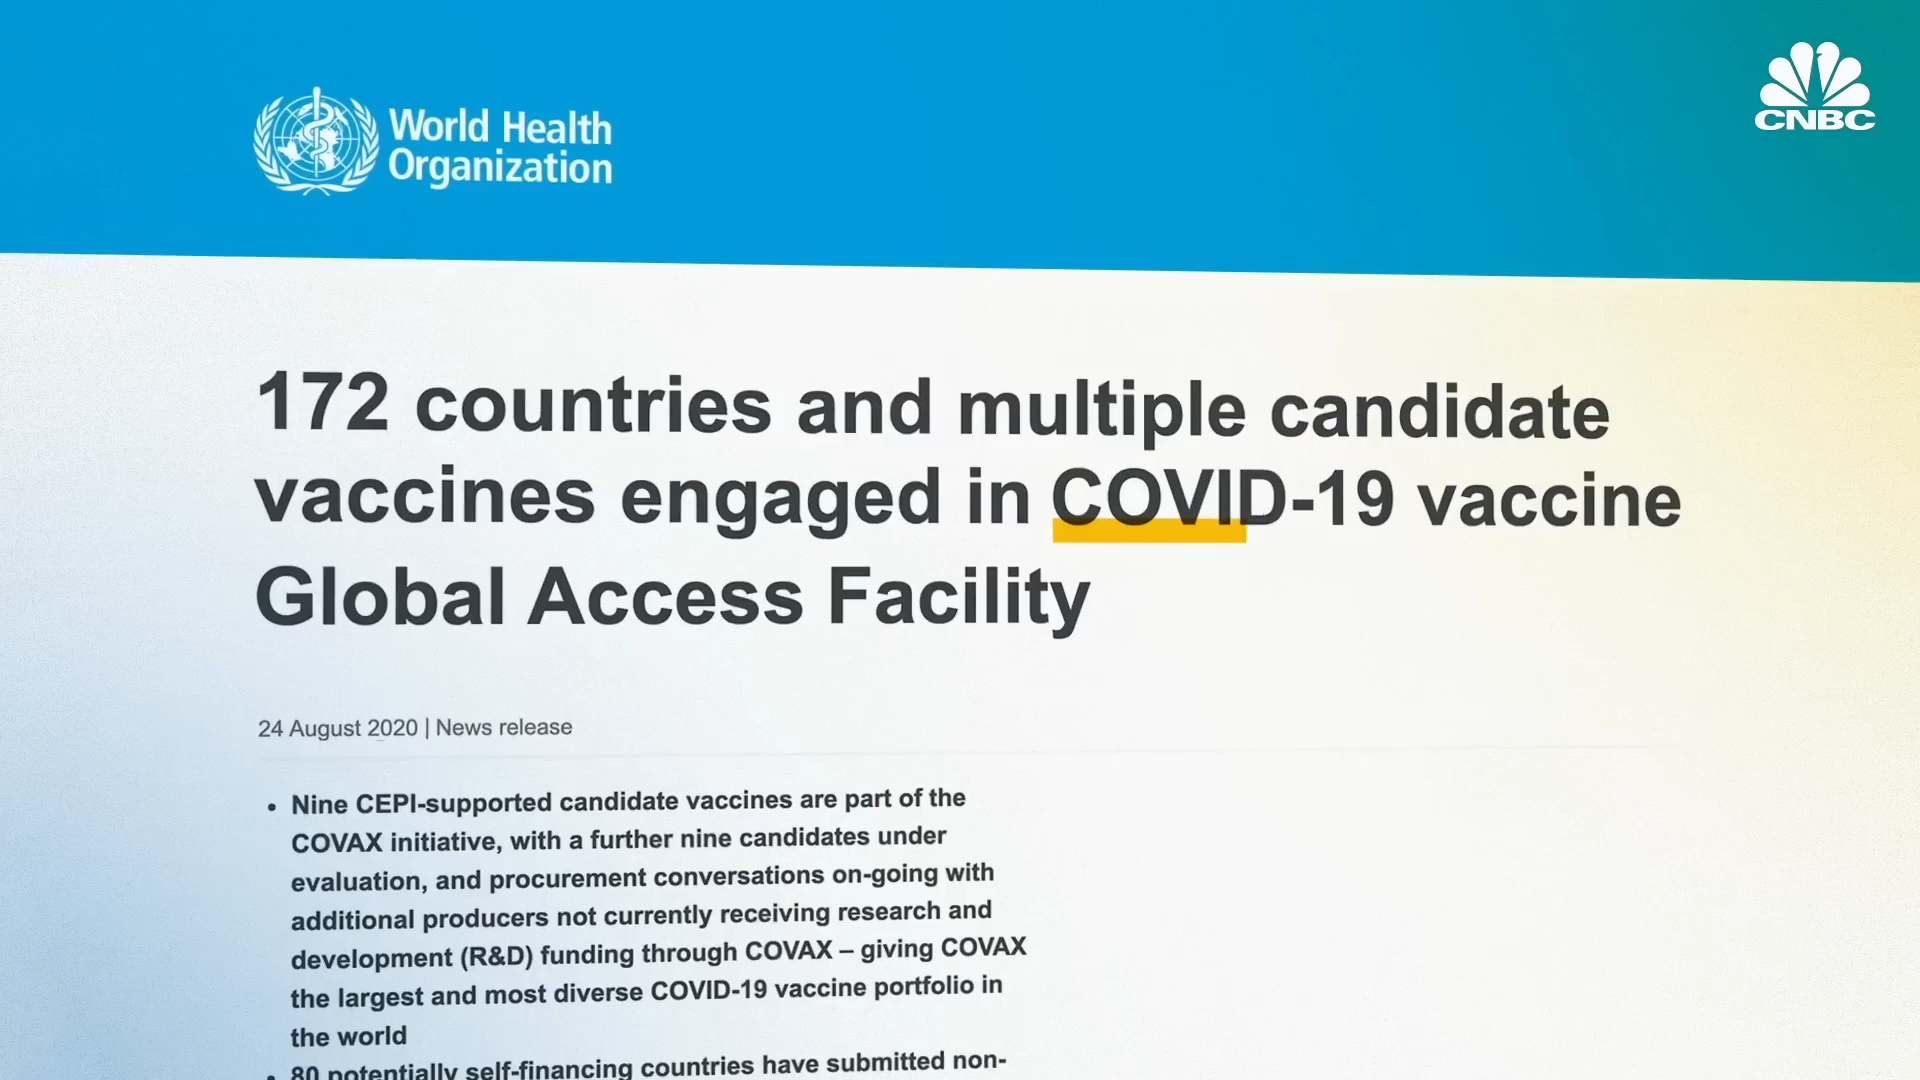 World Health
Organization
CNBC
172 countries and multiple candidate
vaccines engaged in COVID-19 vaccine
Global Access Facility
24 August 2020 | News release
• Nine CEPI-supported candidate vaccines are part of the
COVAX initiative, with a further nine candidates under
evaluation, and procurement conversations on-going with
additional producers not currently receiving research and
development (R&D) funding through COVAX – giving COVAX
the largest and most diverse COVID-19 vaccine portfolio in
the world
• 80 potentially self-financing countries have submitted non-